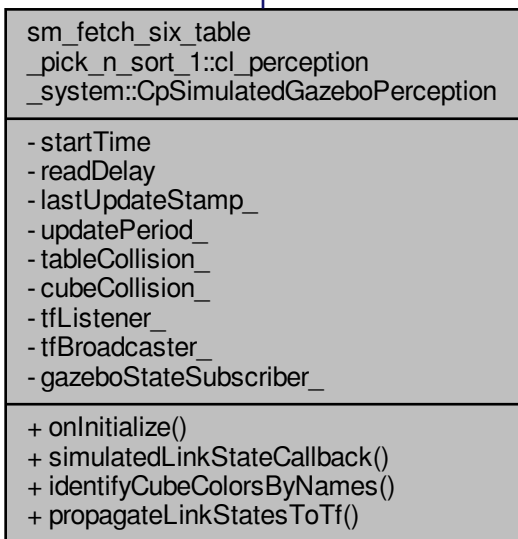 sm_fetch_six_table
_pick_n_sort_1::cl_perception
_system::CpSimulatedGazeboPerception
- startTime
- readDelay
- lastUpdateStamp_
- updatePeriod_
- tableCollision_
- cubeCollision_
- tfListener_
- tfBroadcaster_
- gazeboStateSubscriber_
+ onInitialize()
+ simulatedLinkStateCallback()
+ identifyCubeColorsByNames()
+ propagateLinkStatesToTf()